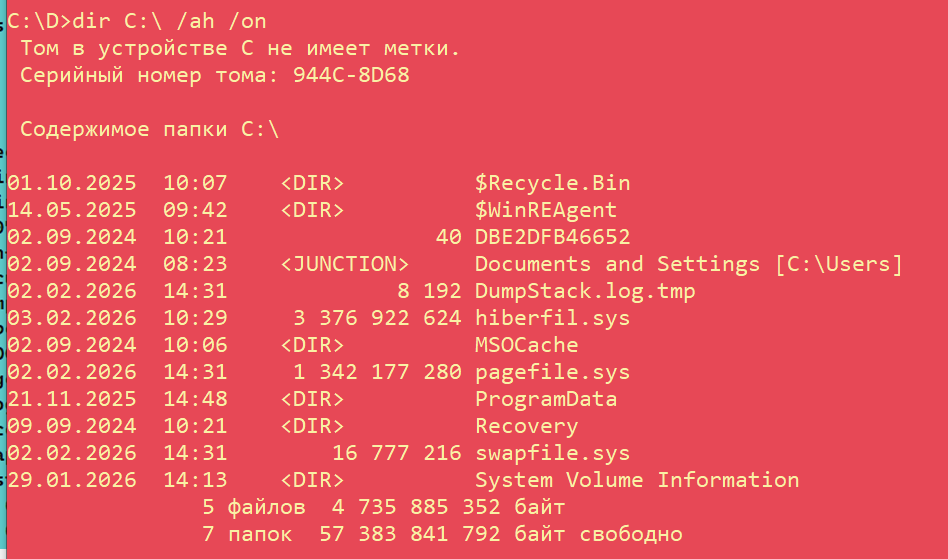 C:\D>dir C:\ /ah /on
Том в устройстве C не имеет метки.
Серийный номер тома: 944C-8D68
Содержимое папки C:\
01.10.2025  10:07    <DIR>          $Recycle.Bin
14.05.2025  09:42    <DIR>          $WinREAgent
02.09.2024  10:21                40 DBE2DFB46652
02.09.2024  08:23    <JUNCTION>     Documents and Settings [C:\Users]
02.02.2026  14:31             8 192 DumpStack.log.tmp
03.02.2026  10:29     3 376 922 624 hiberfil.sys
02.09.2024  10:06    <DIR>          MSOCache
02.02.2026  14:31     1 342 177 280 pagefile.sys
21.11.2025  14:48    <DIR>          ProgramData
09.09.2024  10:21    <DIR>          Recovery
02.02.2026  14:31        16 777 216 swapfile.sys
29.01.2026  14:13    <DIR>          System Volume Information
5 файлов  4 735 885 352 байт
7 папок  57 383 841 792 байт свободно